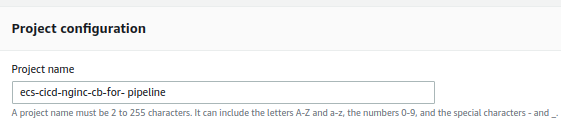 Project configuration
Project name
ecs-cicd-nginc-cb-for- pipeline
A project name must be 2 to 255 characters. It can include the letters A-Z and a-z, the numbers 0-9, and the special characters - and _.